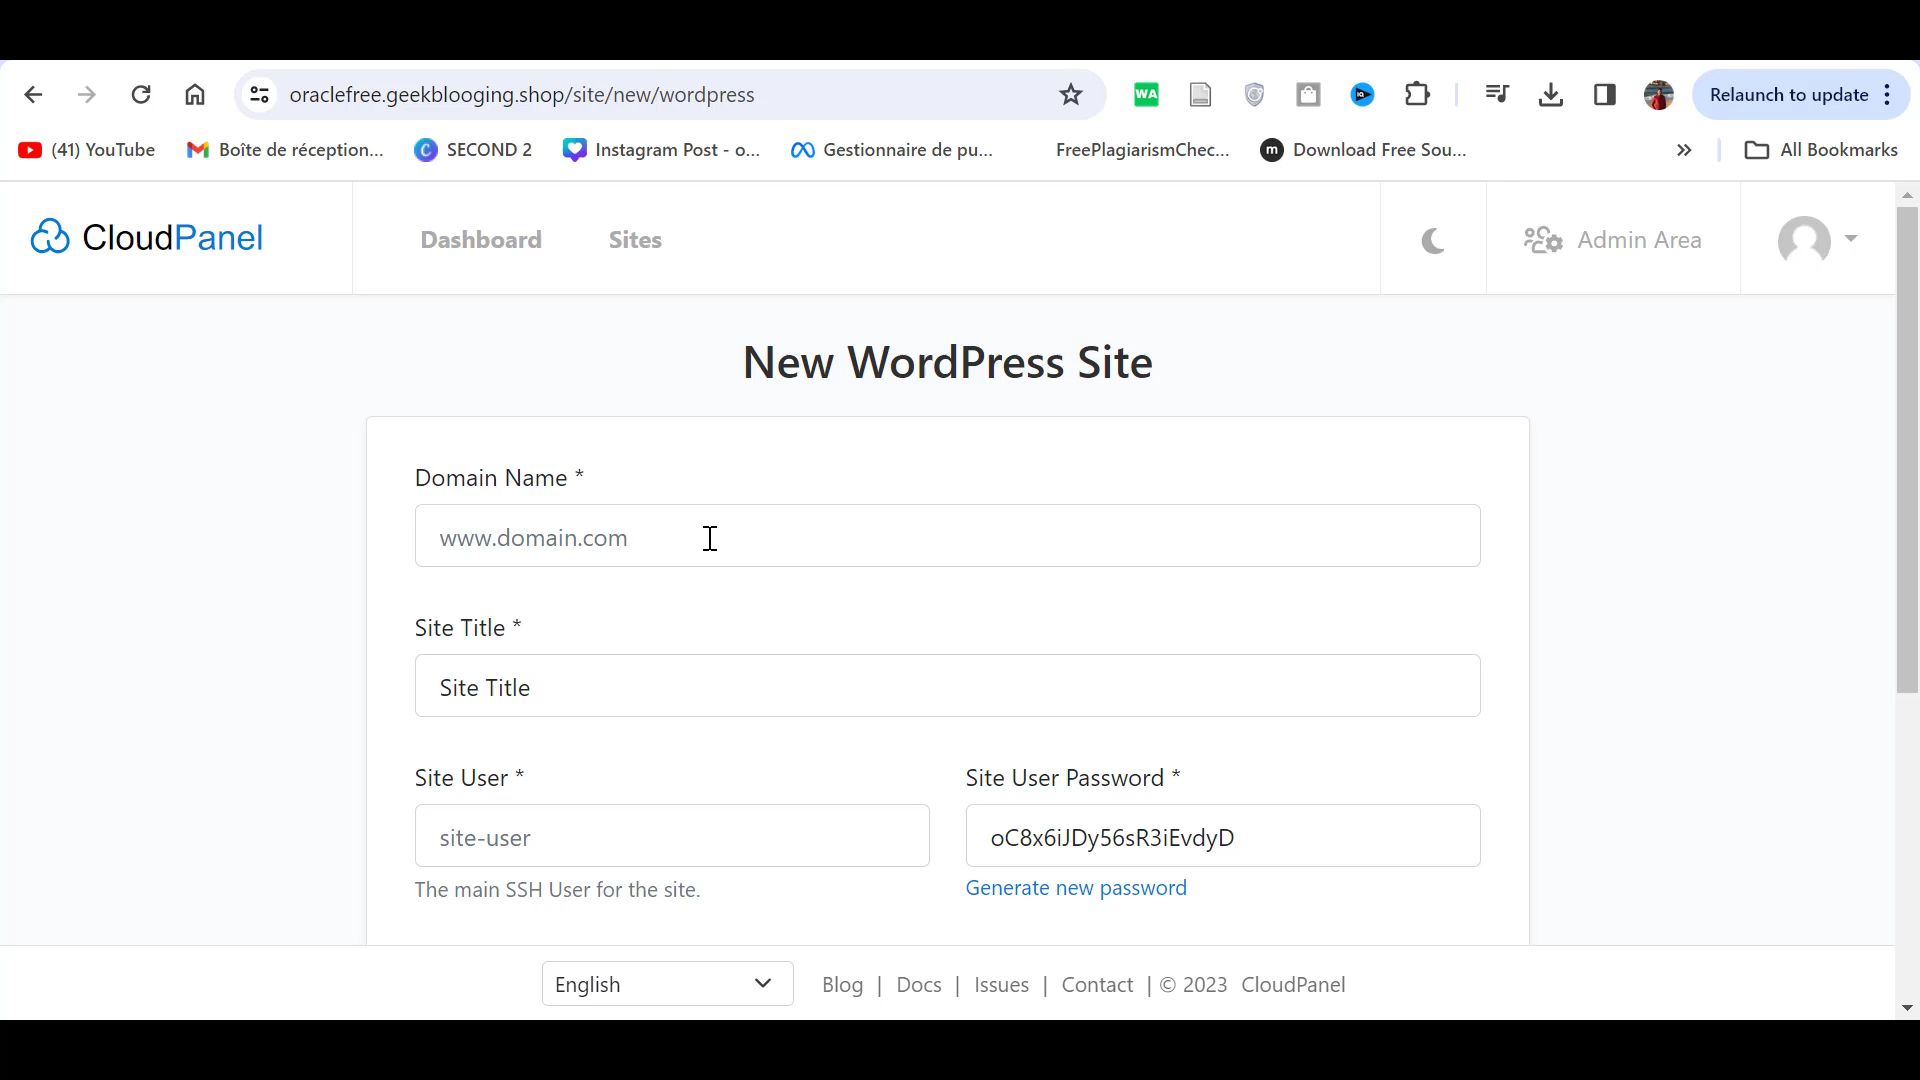 oraclefree.geekblooging.shop/site/new/wordpress
WA
Relaunch to update
(41) YouTube
Boîte de réception...
C
SECOND 2
Instagram Post - o...
Gestionnaire de pu...
FreePlagiarismChec...
m
Download Free Sou...
All Bookmarks
CloudPanel
Dashboard
Sites
Admin Area
New WordPress Site
Domain Name *
www.domain.com
Site Title *
Site Title
Site User *
Site User Password *
site-user
oC8x6iJDy56sR3iEvdyD
The main SSH User for the site.
Generate new password
English
Blog | Docs | Issues | Contact | © 2023 CloudPanel